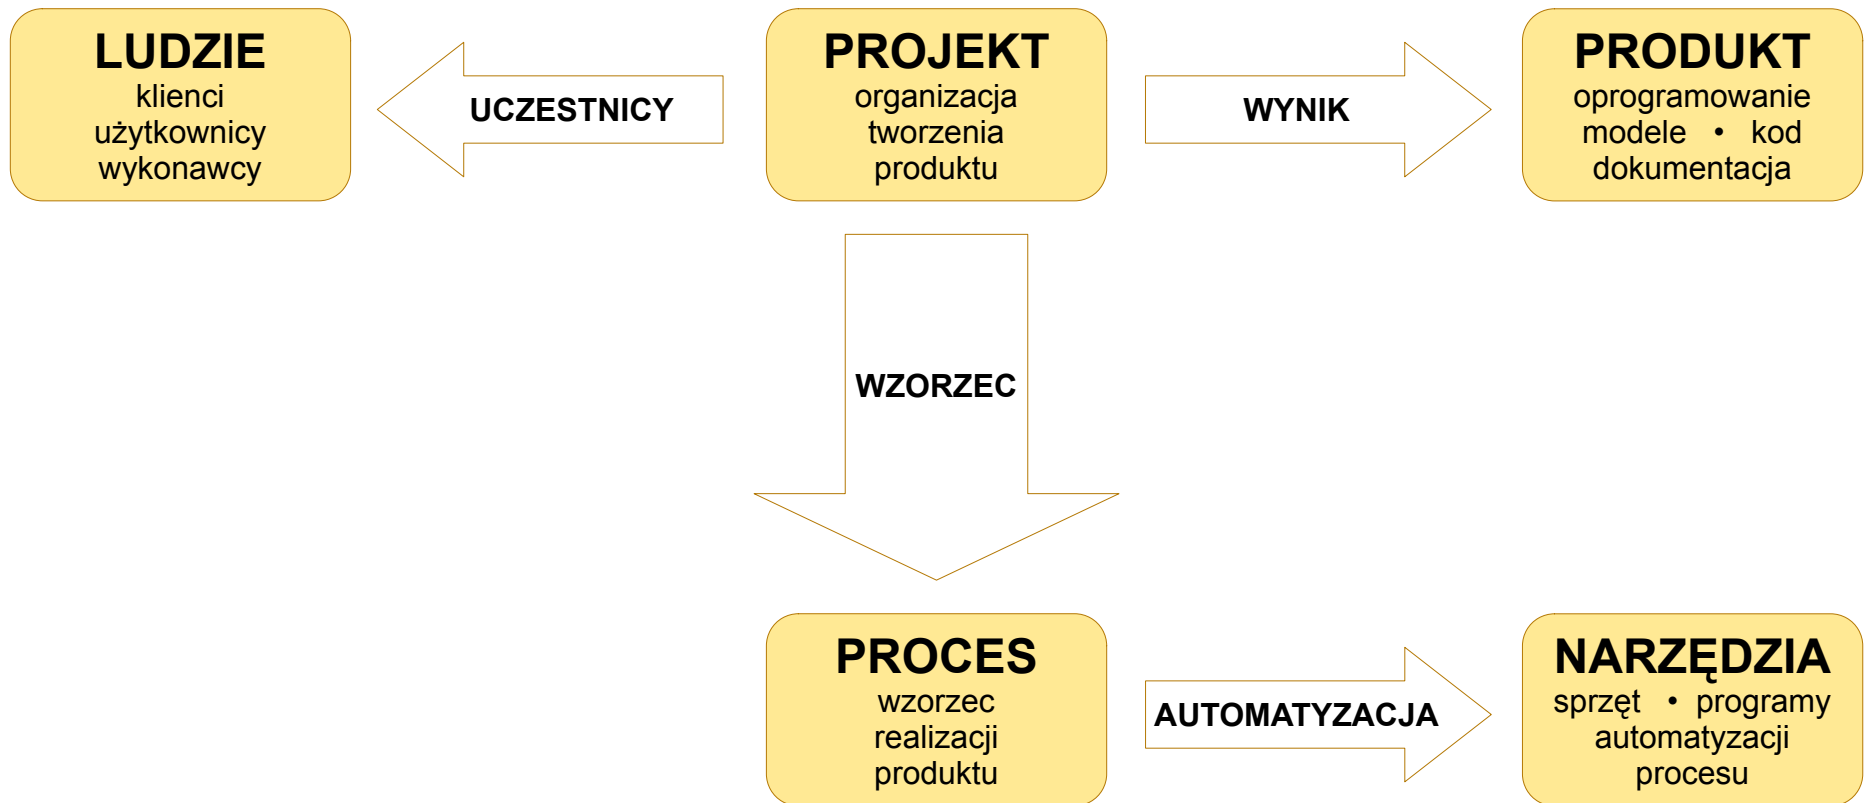 LUDZIE
klienci
użytkownicy
wykonawcy
UCZESTNICY
PROJEKT
organizacja
tworzenia
produktu
WYNIK
PRODUKT
oprogramowanie
modele • kod
dokumentacja
WZORZEC
PROCES
wzorzec
realizacji
produktu
AUTOMATYZACJA
NARZĘDZIA
sprzęt • programy
automatyzacji
procesu